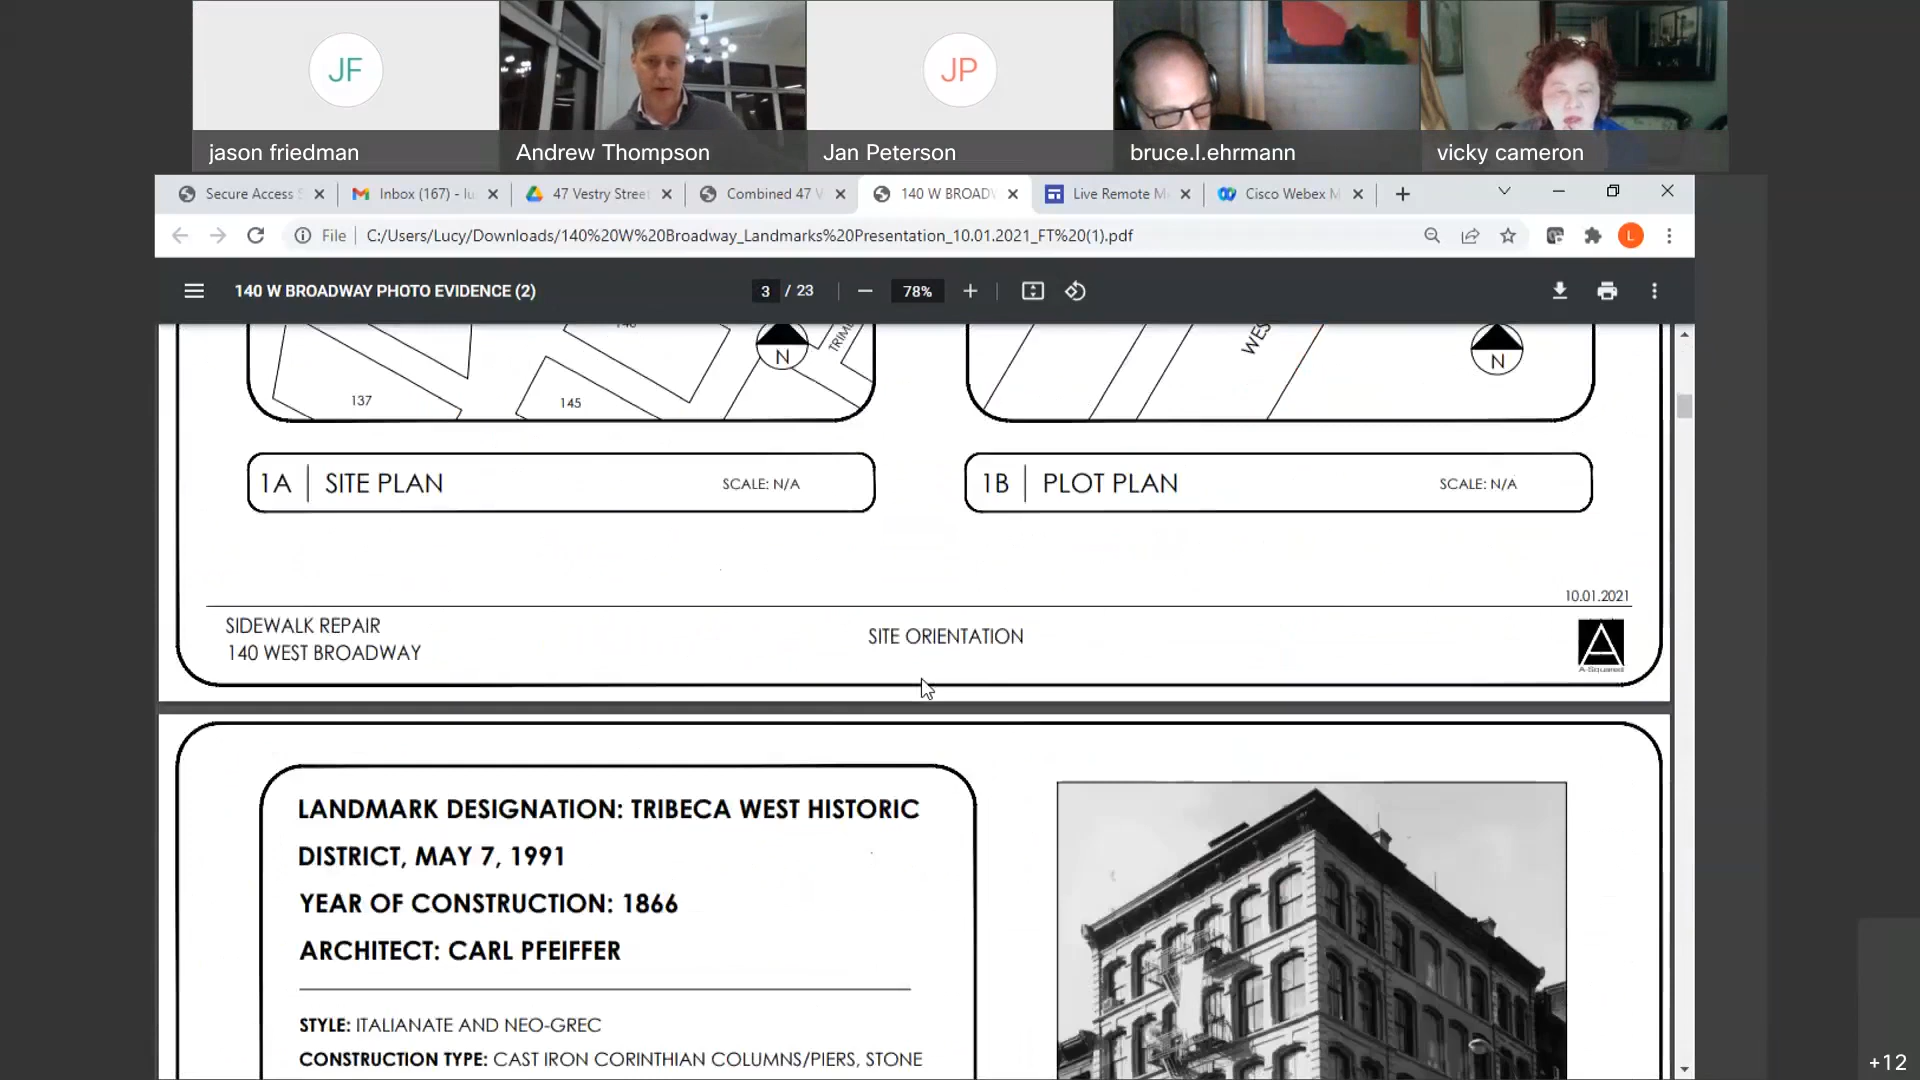 JF
JP
jason friedman
Andrew Thompson
Jan Peterson
bruce.l.ehrmann
vicky cameron
Secure Access
Inbox (167) - lu
47 Vestry Street
Combined 47 V
140 W BROADW
Live Remote M
Cisco Webex M
File
C:/Users/Lucy/Downloads/140%20W%20Broadway_Landmarks%20Presentation_10.01.2021_FT%20(1).pdf
L
140 W BROADWAY PHOTO EVIDENCE (2)
3 / 23
78%
N
TRIM
WES
N
137
145
1A
SITE PLAN
SCALE: N/A
1B
PLOT PLAN
SCALE: N/A
10.01.2021
SIDEWALK REPAIR
140 WEST BROADWAY
SITE ORIENTATION
A
A-Squared
LANDMARK DESIGNATION: TRIBECA WEST HISTORIC
DISTRICT, MAY 7, 1991
YEAR OF CONSTRUCTION: 1866
ARCHITECT: CARL PFEIFFER
STYLE: ITALIANATE AND NEO-GREC
CONSTRUCTION TYPE: CAST IRON CORINTHIAN COLUMNS/PIERS, STONE
+12